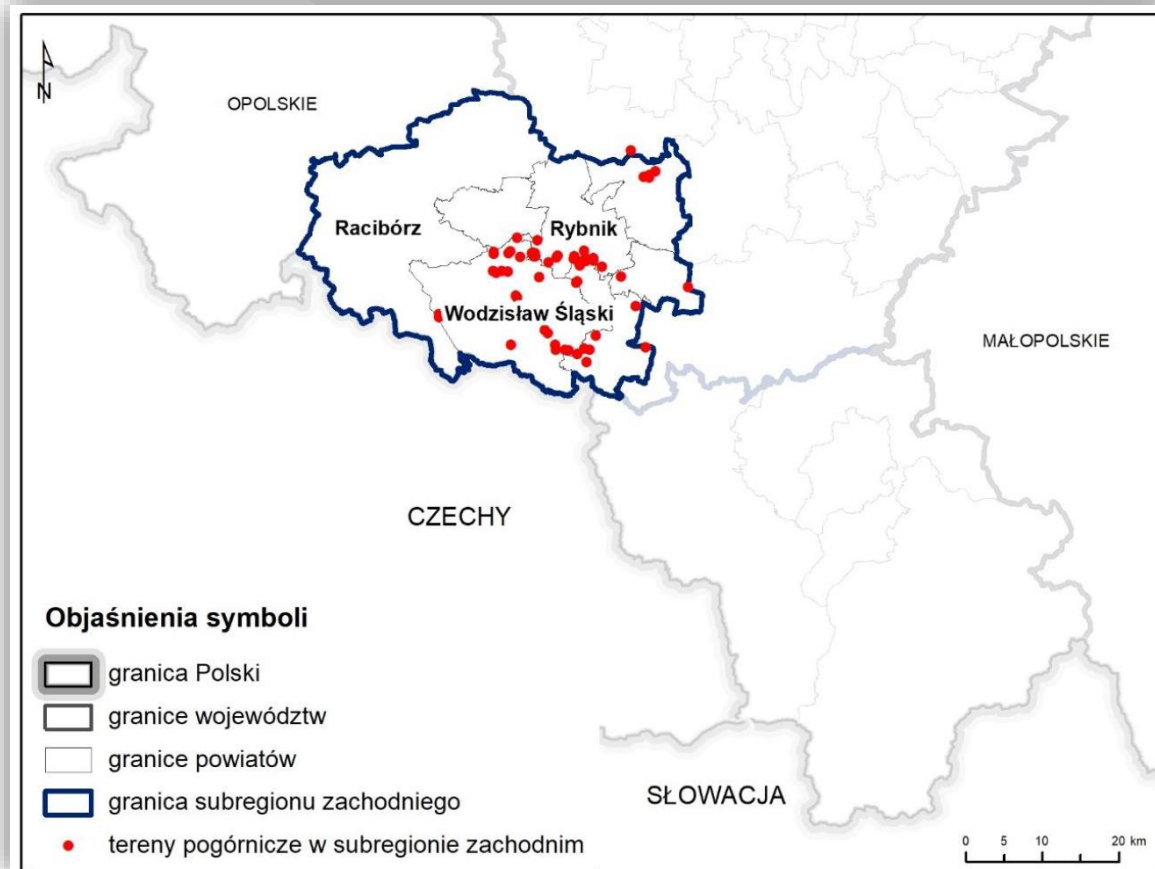 N
OPOLSKIE
Racibórz
Rybnik
Wodzisław Śląski
MAŁOPOLSKIE
CZECHY
SŁOWACJA
Objaśnienia symboli
granica Polski
granice województw
granice powiatów
granica subregionu zachodniego
tereny pogórnicze w subregionie zachodnim
0 5 10 20 km